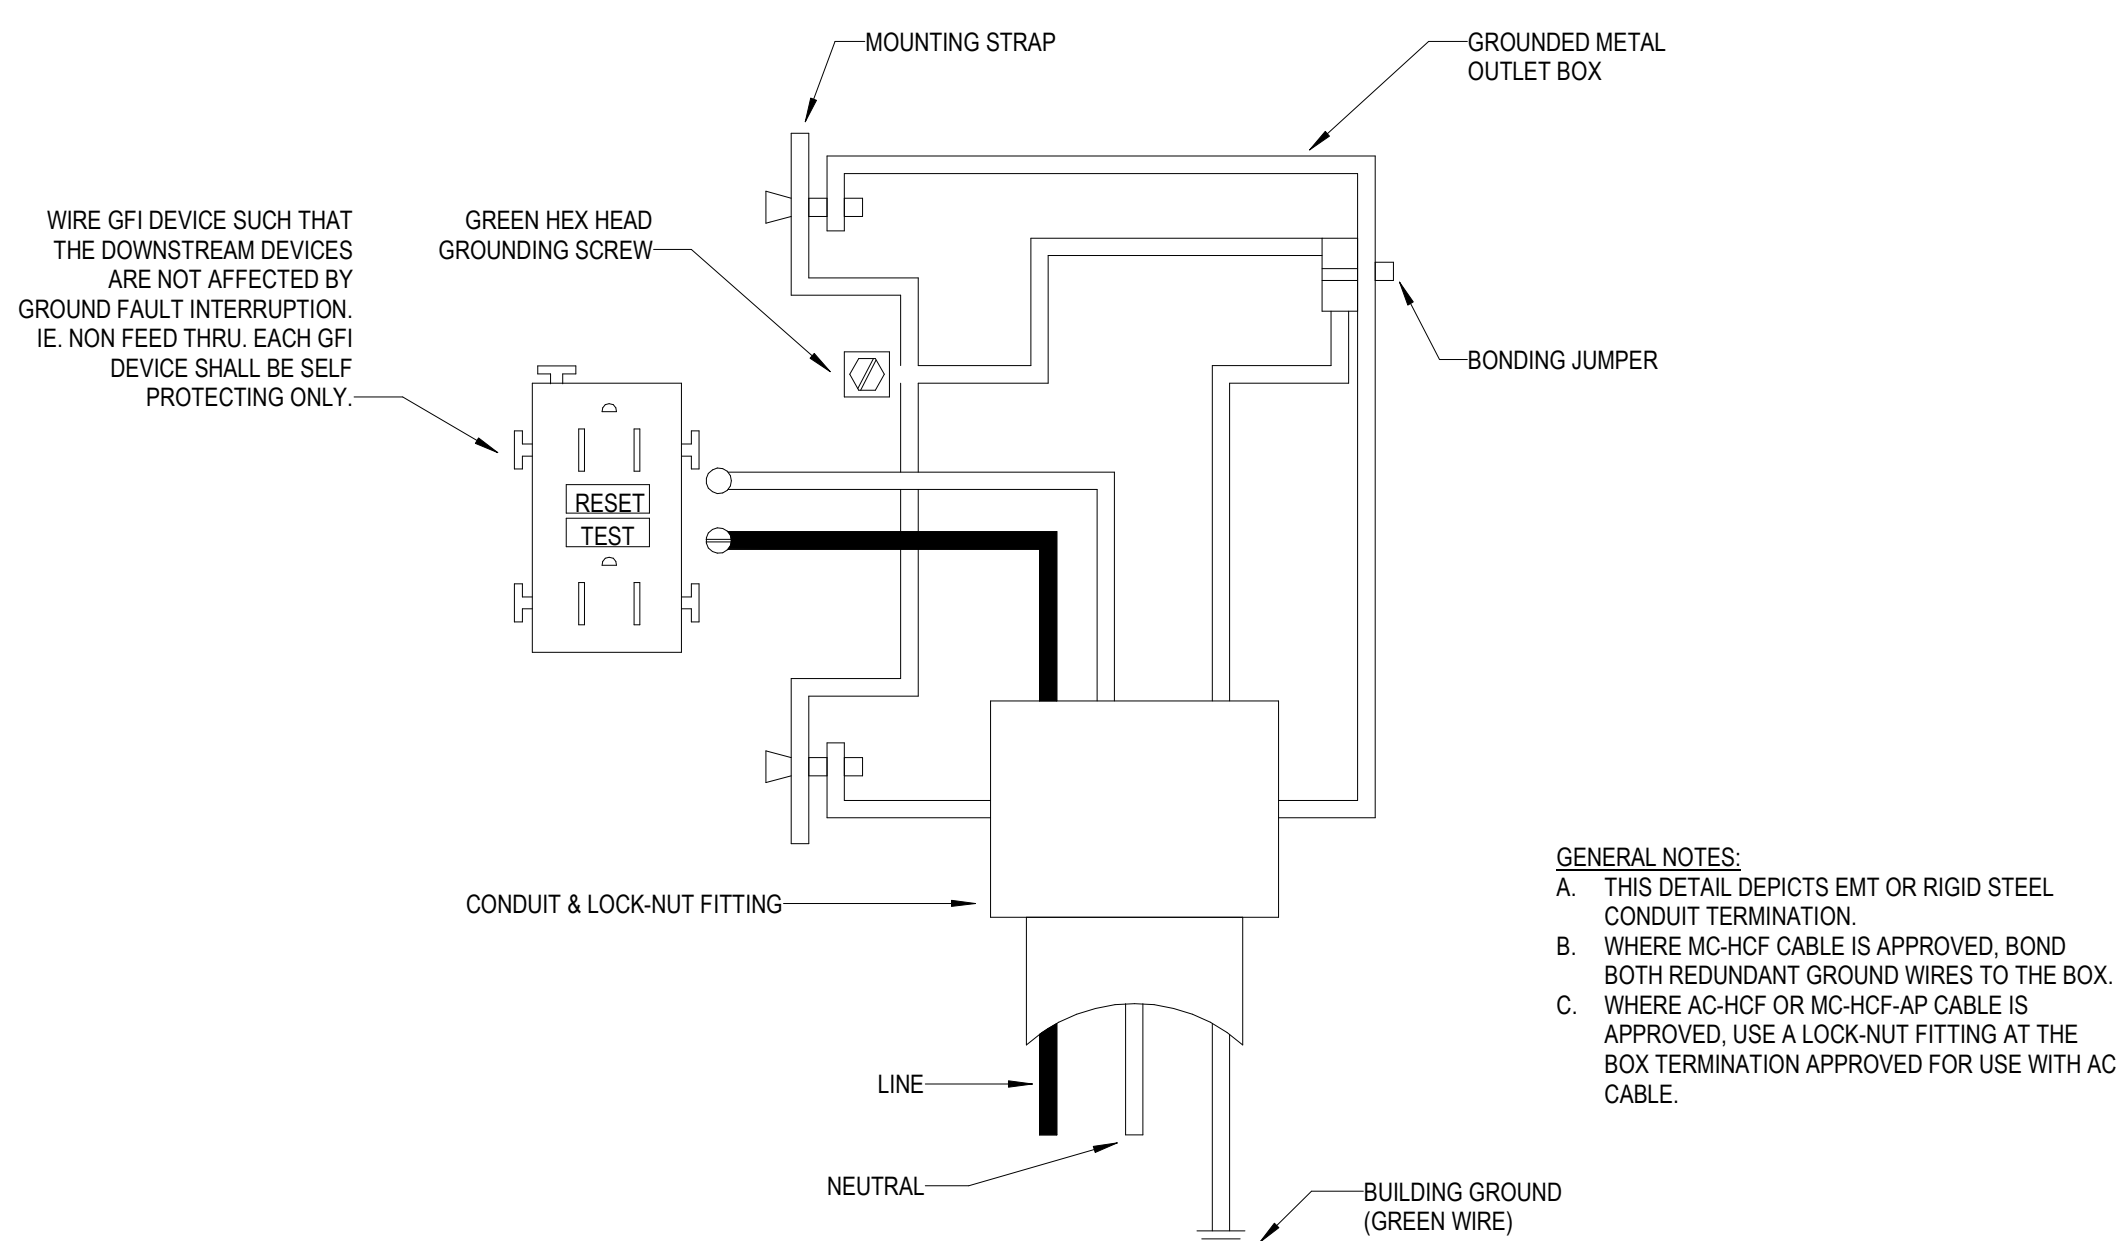 MOUNTING STRAP
GROUNDED METAL
OUTLET BOX
WIRE GFI DEVICE SUCH THAT
THE DOWNSTREAM DEVICES
ARE NOT AFFECTED BY
GROUND FAULT INTERRUPTION.
IE. NON FEED THRU. EACH GFI
DEVICE SHALL BE SELF
PROTECTING ONLY.
GREEN HEX HEAD
GROUNDING SCREW
BONDING JUMPER
RESET
TEST
CONDUIT & LOCK-NUT FITTING
LINE
NEUTRAL
BUILDING GROUND
(GREEN WIRE)
GENERAL NOTES:
A. THIS DETAIL DEPICTS EMT OR RIGID STEEL
CONDUIT TERMINATION.
B. WHERE MC-HCF CABLE IS APPROVED, BOND
BOTH REDUNDANT GROUND WIRES TO THE BOX.
C. WHERE AC-HCF OR MC-HCF-AP CABLE IS
APPROVED, USE A LOCK-NUT FITTING AT THE
BOX TERMINATION APPROVED FOR USE WITH AC
CABLE.